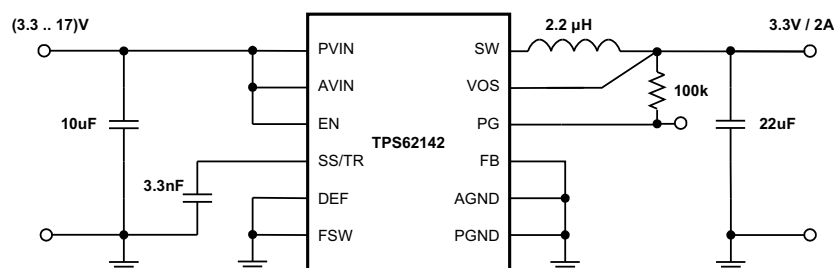 (3.3 .. 17)V
2.2 µH
3.3V / 2A
PVIN
SW
AVIN
VOS
100k
10uF
EN
PG
22uF
TPS62142
SS/TR
FB
3.3nF
DEF
AGND
FSW
PGND